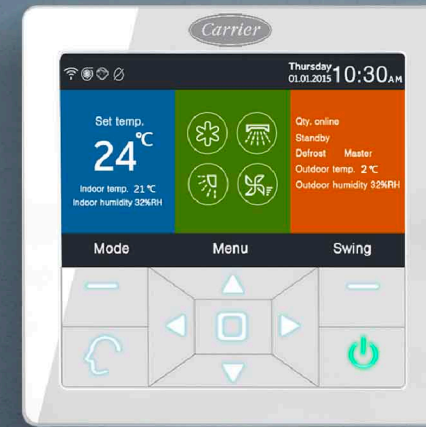 Carrier
Thursday
01.01.2015 10:30AM
Set temp.
24℃
Indoor temp. 21℃
Indoor humidity 32%RH
Qty. online
Standby
Defrost Master
Outdoor temp. 2℃
Outdoor humidity 32%RH
Mode Menu Swing